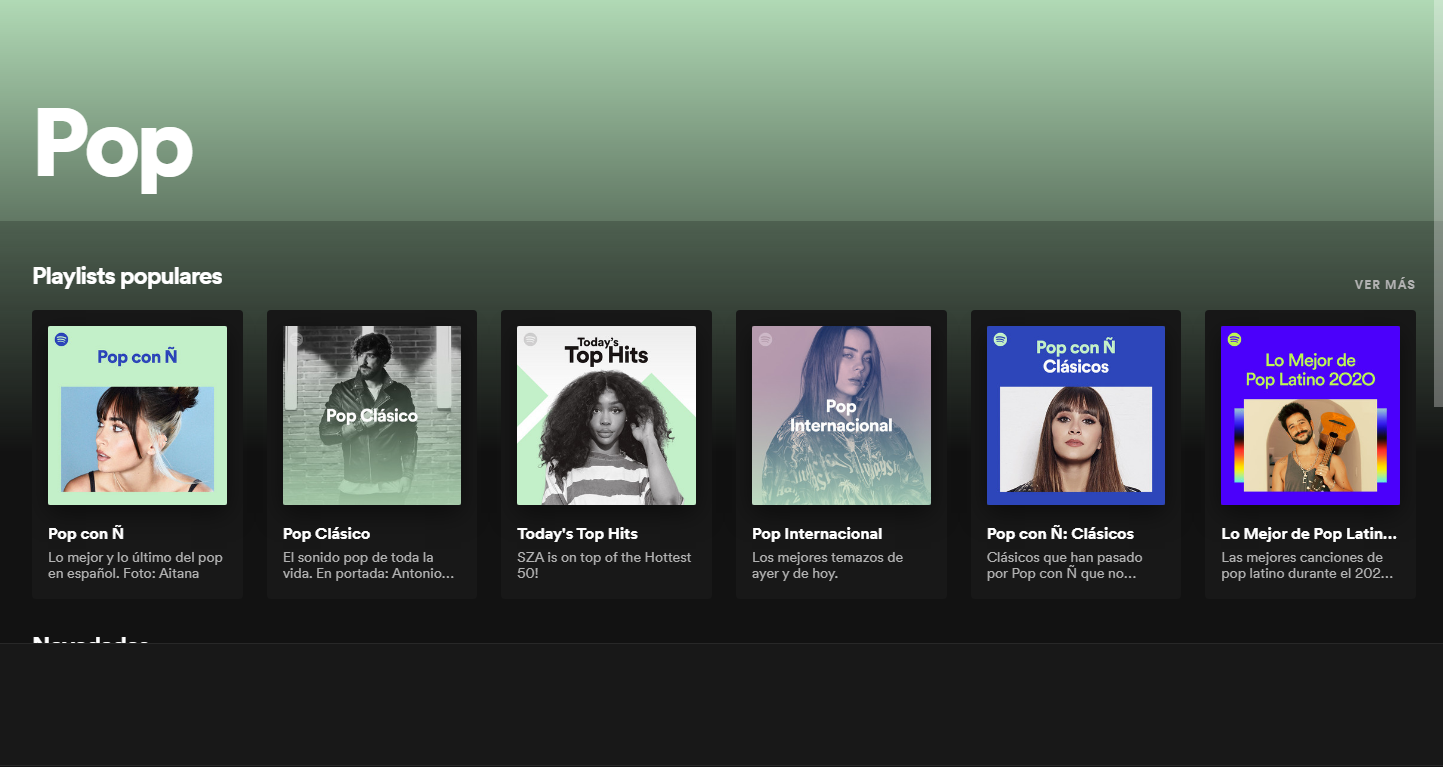 Pop
Playlists populares
VER MÁS
Pop con Ñ
Pop Clásico
Today's
Top Hits
Pop
Internacional
Pop con Ñ
Clásicos
Lo Mejor de
Pop Latino 2020
Pop con Ñ
Lo mejor y lo último del pop
en español. Foto: Aitana
Pop Clásico
El sonido pop de toda la
vida. En portada: Antonio...
Today's Top Hits
SZA is on top of the Hottest
50!
Pop Internacional
Los mejores temazos de
ayer y de hoy.
Pop con Ñ: Clásicos
Clásicos que han pasado
por Pop con Ñ que no...
Lo Mejor de Pop Latin...
Las mejores canciones de
pop latino durante el 202...
Novedades